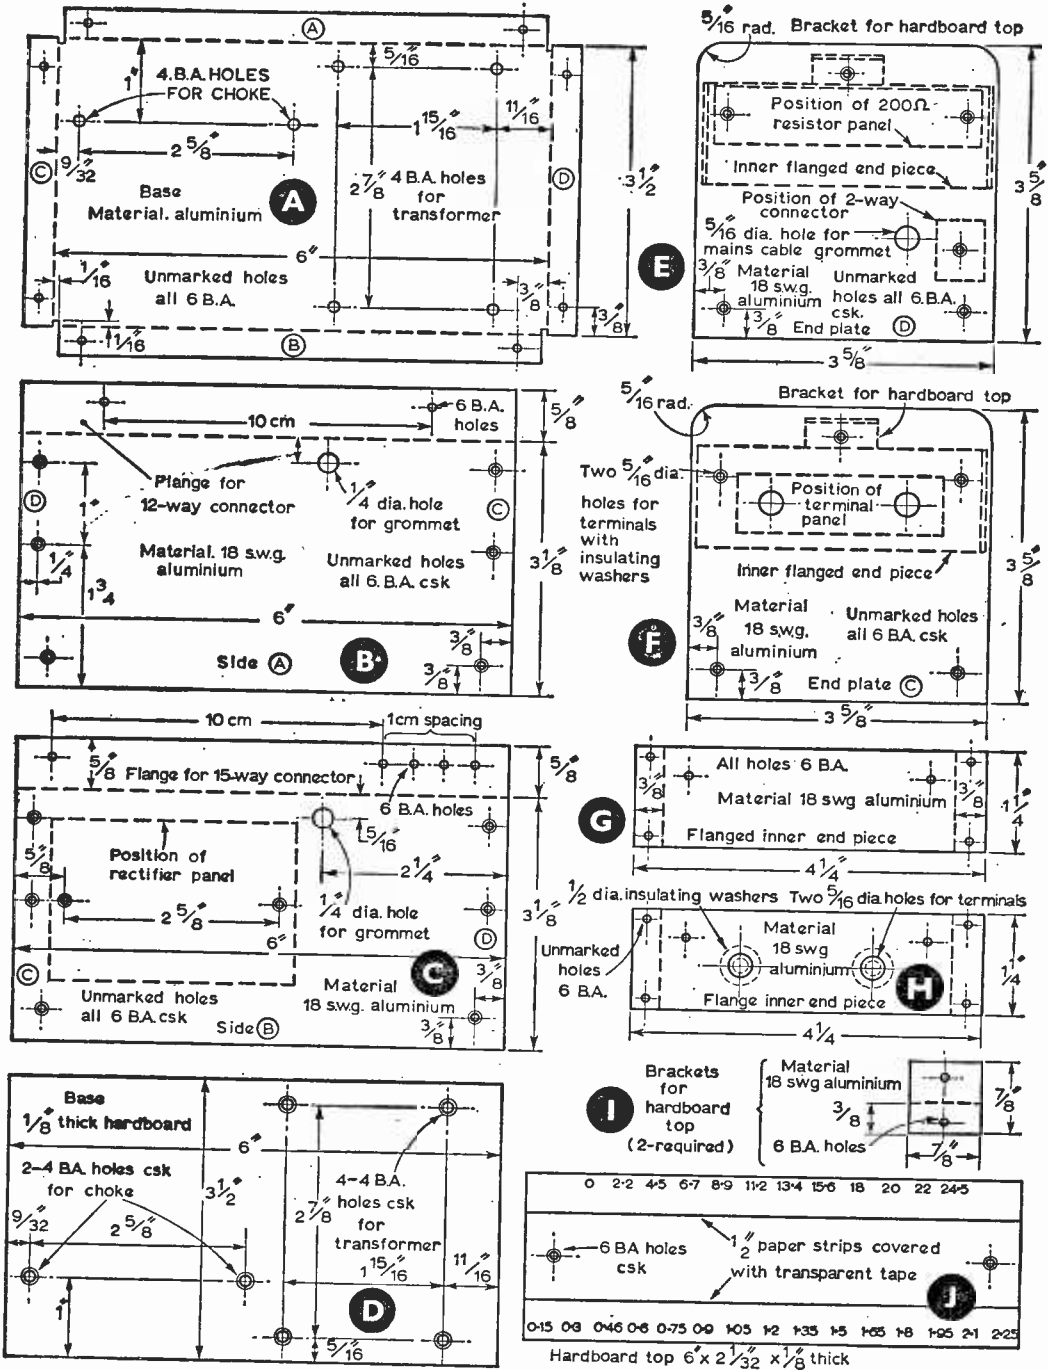 A
5/16"
1"
4.B.A. HOLES
FOR CHOKE
1 15/16"
11/16"
2 5/8"
C
9/32"
2 7/8"
4 B.A. holes
for
transformer
D
3 1/2"
Base
Material. aluminium
A
6"
1/16"
Unmarked holes
all 6 B.A.
3/8"
3/8"
1/16"
B
5/16" rad. Bracket for hardboard top
Position of 200Ω
resistor panel
Inner flanged end piece
Position of 2-way
connector
5/16" dia. hole for
mains cable grommet
3 5/8"
E
3/8"
Material
18 s.w.g.
aluminium
Unmarked
holes all 6.B.A.
csk.
3/8"
End plate D
3 5/8"
6 B.A.
holes
5/8"
10 cm
Flange for
12-way connector
D
1"
1/4" dia. hole
for grommet
C
Material. 18 s.w.g.
aluminium
Unmarked holes
all 6. B.A. csk
3 1/8"
1/4"
1 3/4
6"
3/8"
Side A
B
3/8"
5/16" rad.
Bracket for hardboard top
Two 5/16" dia.
holes for
terminals
with
insulating
washers
Position of
terminal
panel
Inner flanged end piece
3 5/8"
F
3/8"
Material
18 s.w.g.
aluminium
Unmarked holes
all 6 BA. csk
3/8"
End plate C
3 5/8"
10 cm
1cm spacing
5/8"
Flange for 15-way connector
5/8"
6 B.A. holes
Position of
rectifier panel
5/16"
5/8"
2 1/4"
2 5/8"
1/4" dia. hole
for grommet
3 1/8"
6"
D
C
C
Unmarked holes
all 6 B.A. csk
Material
18 s.w.g. aluminium
3/8"
Side B
3/8"
All holes 6 B.A.
3/8"
Material 18 swg aluminium
3/8"
1 1/4"
G
Flanged inner end piece
4 1/4"
1/2" dia. insulating washers Two 5/16" dia. holes for terminals
Unmarked
holes
6 B.A.
Material
18 swg
aluminium
H
1 1/4"
Flange inner end piece
4 1/4
I
Brackets
for
hardboard
top
(2-required)
Material
18 swg aluminium
3/8"
6 B.A. holes
7/8"
7/8"
Base
1/8" thick hardboard
6"
2-4 B.A. holes csk
for choke
3 1/2"
4-4 B.A.
holes csk
for
transformer
2 7/8"
9/32"
2 5/8"
1 15/16"
11/16"
1"
D
5/16"
0 2·2 4·5 6·7 8·9 11·2 13·4 15·6 18 20 22 24·5
6 BA holes
csk
1/2" paper strips covered
with transparent tape
J
0·15 0·3 0·46 0·6 0·75 0·9 1·05 1·2 1·35 1·5 1·65 1·8 1·95 2·1 2·25
Hardboard top 6" x 2 1/32" x 1/8" thick